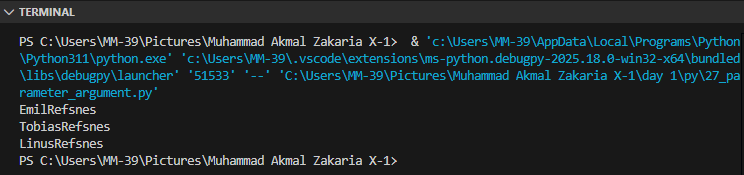 TERMINAL
PS C:\Users\MM-39\Pictures\Muhammad Akmal Zakaria X-1>  & 'c:\Users\MM-39\AppData\Local\Programs\Python
\Python311\python.exe' 'c:\Users\MM-39\.vscode\extensions\ms-python.debugpy-2025.18.0-win32-x64\bundled
\libs\debugpy\launcher' '51533' '--' 'C:\Users\MM-39\Pictures\Muhammad Akmal Zakaria X-1\day 1\py\27_pa
rameter_argument.py'
EmilRefsnes
TobiasRefsnes
LinusRefsnes
PS C:\Users\MM-39\Pictures\Muhammad Akmal Zakaria X-1>